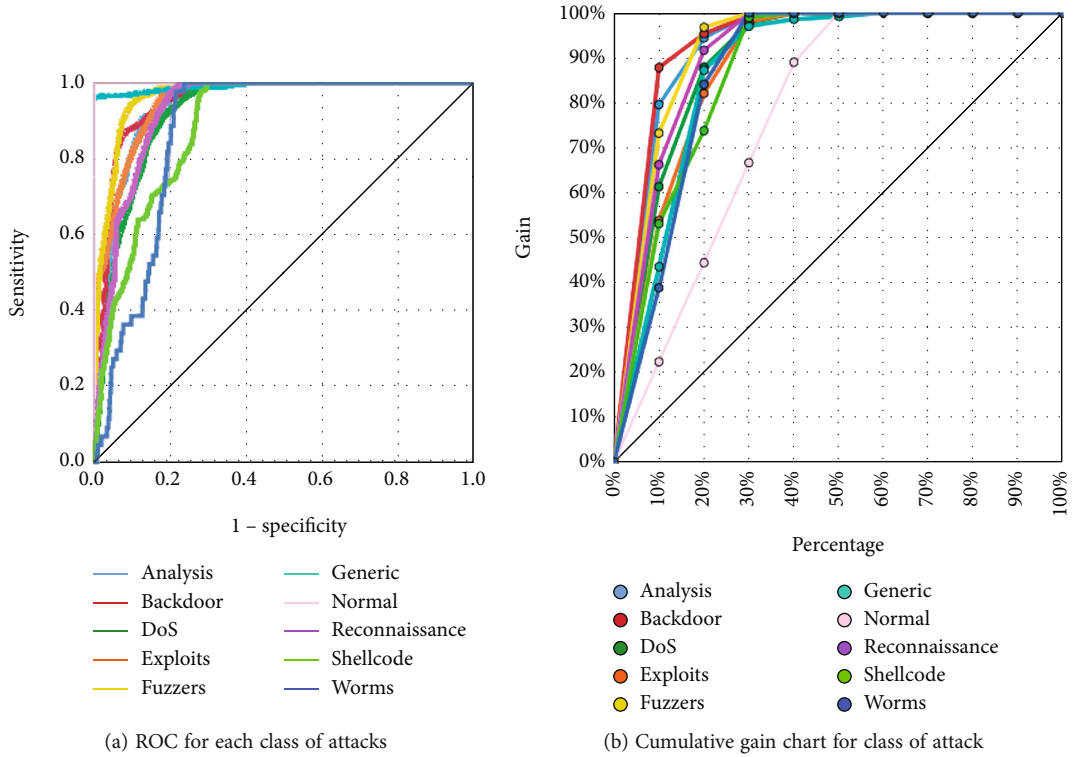 1.0
0.8
0.6
0.4
0.2
0.0
Sensitivity
0.0
0.2
0.4
0.6
0.8
1.0
1 – specificity
Analysis
Backdoor
DoS
Exploits
Fuzzers
Generic
Normal
Reconnaissance
Shellcode
Worms
(a) ROC for each class of attacks
100%
90%
80%
70%
60%
50%
40%
30%
20%
10%
0%
Gain
0%
10%
20%
30%
40%
50%
60%
70%
80%
90%
100%
Percentage
Analysis
Backdoor
DoS
Exploits
Fuzzers
Generic
Normal
Reconnaissance
Shellcode
Worms
(b) Cumulative gain chart for class of attack